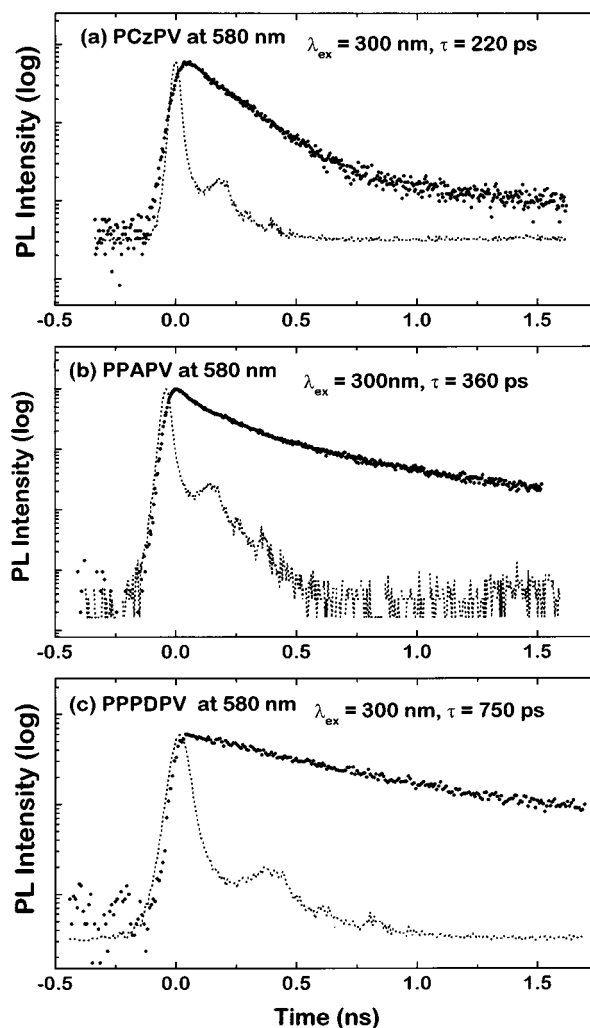 (a) PCzPV at 580 nm
λex = 300 nm, τ = 220 ps
PL Intensity (log)
-0.5 0.0 0.5 1.0 1.5
(b) PPAPV at 580 nm
λex = 300nm, τ = 360 ps
PL Intensity (log)
-0.5 0.0 0.5 1.0 1.5
(c) PPPDPV at 580 nm
λex = 300 nm, τ = 750 ps
PL Intensity (log)
-0.5 0.0 0.5 1.0 1.5
Time (ns)